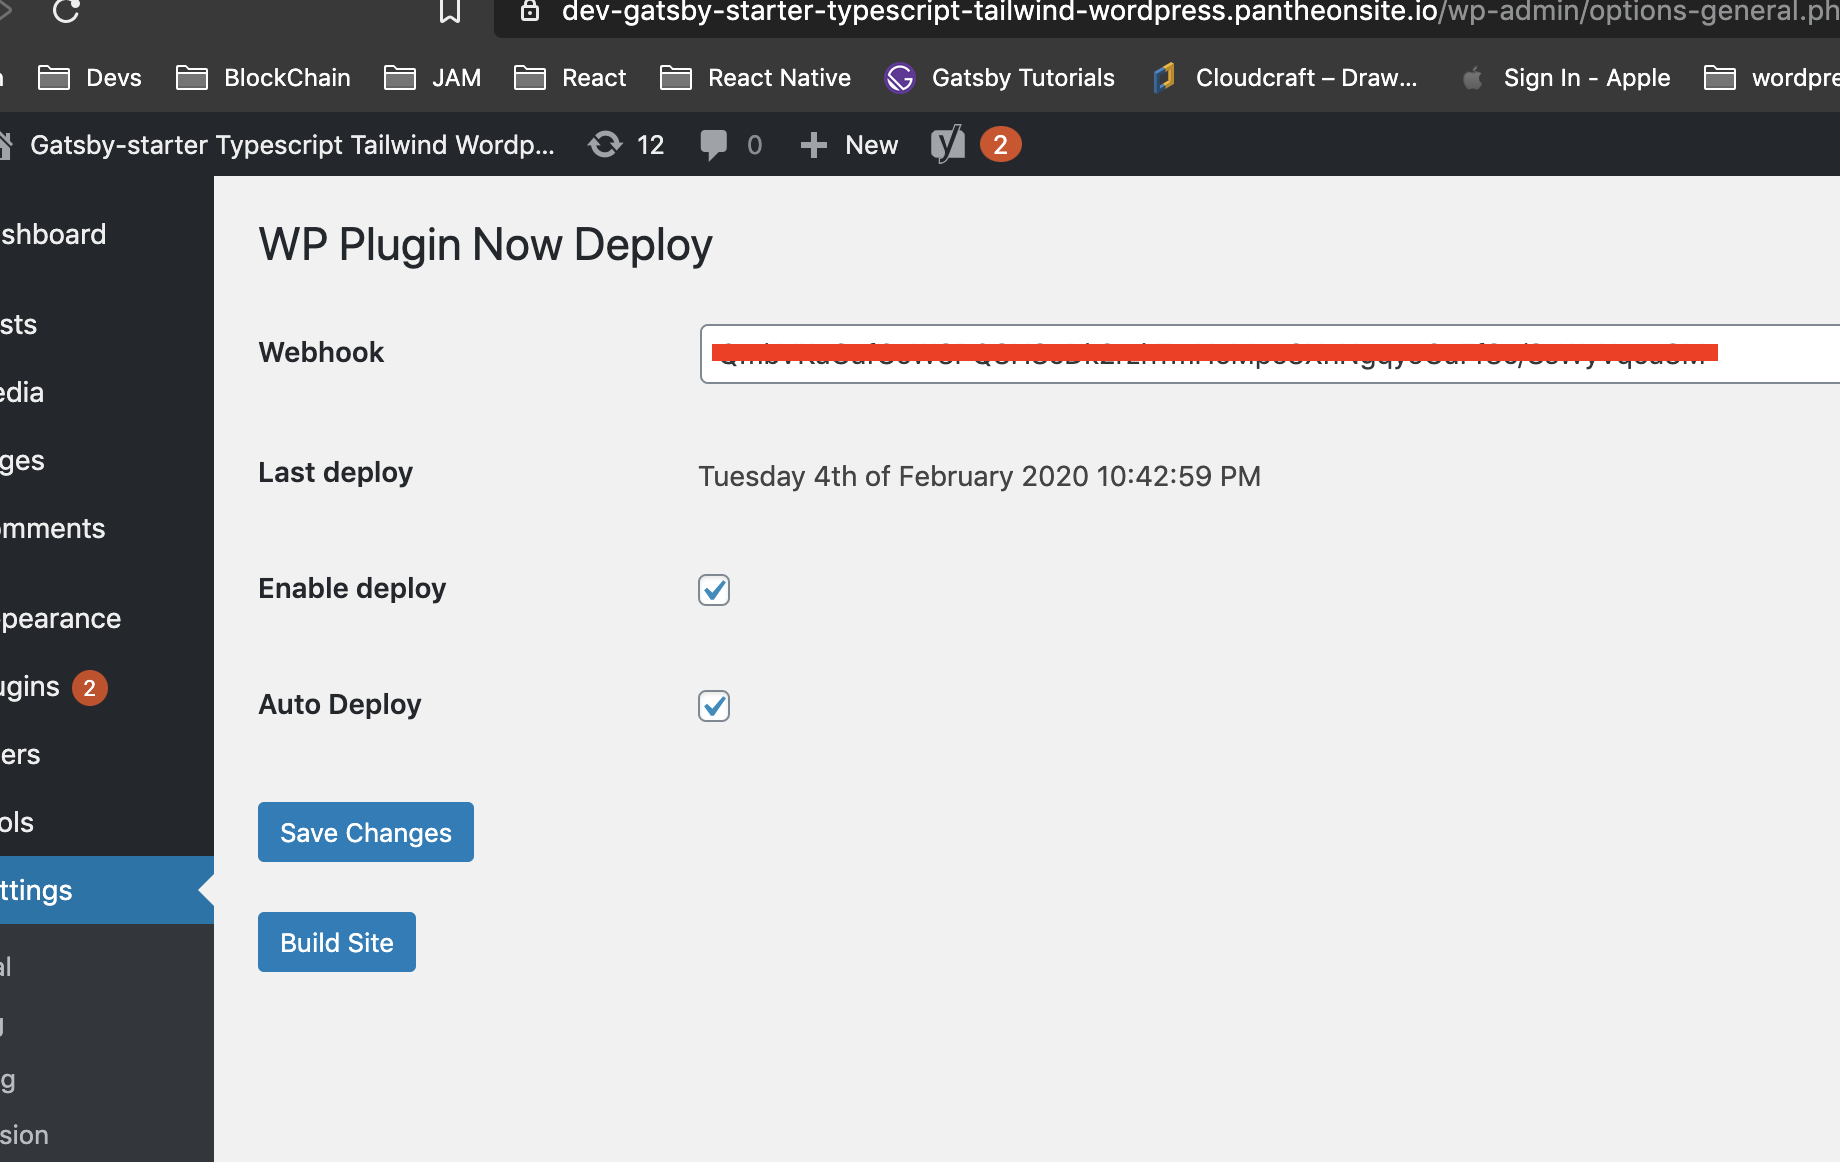 dev-gatsby-starter-typescript-tailwind-wordpress.pantheonsite.io/wp-admin/options-general.ph
Devs BlockChain JAM React React Native Gatsby Tutorials Cloudcraft – Draw... Sign In - Apple wordpre
Gatsby-starter Typescript Tailwind Wordp... 12 0 New 2
shboard
sts
edia
ges
omments
pearance
ugins 2
ers
ols
ttings
al
g
sion
WP Plugin Now Deploy
Webhook
Last deploy Tuesday 4th of February 2020 10:42:59 PM
Enable deploy
Auto Deploy
Save Changes
Build Site